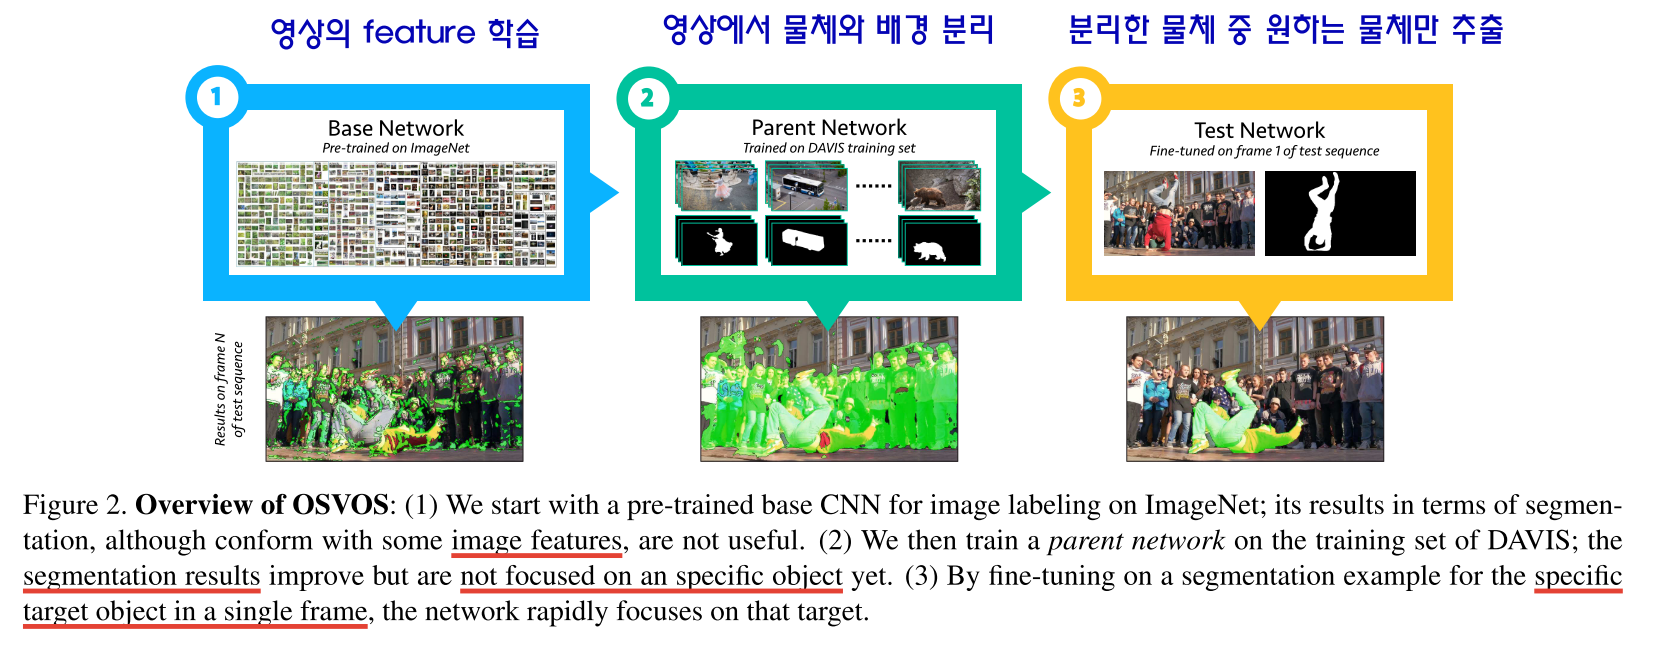 영상의 feature 학습
영상에서 물체와 배경 분리
분리한 물체 중 원하는 물체만 추출
1
Base Network
Pre-trained on ImageNet
2
Parent Network
Trained on DAVIS training set
......
......
3
Test Network
Fine-tuned on frame 1 of test sequence
Results on frame N
of test sequence
Figure 2. Overview of OSVOS: (1) We start with a pre-trained base CNN for image labeling on ImageNet; its results in terms of segmen-
tation, although conform with some image features, are not useful. (2) We then train a parent network on the training set of DAVIS; the
segmentation results improve but are not focused on an specific object yet. (3) By fine-tuning on a segmentation example for the specific
target object in a single frame, the network rapidly focuses on that target.